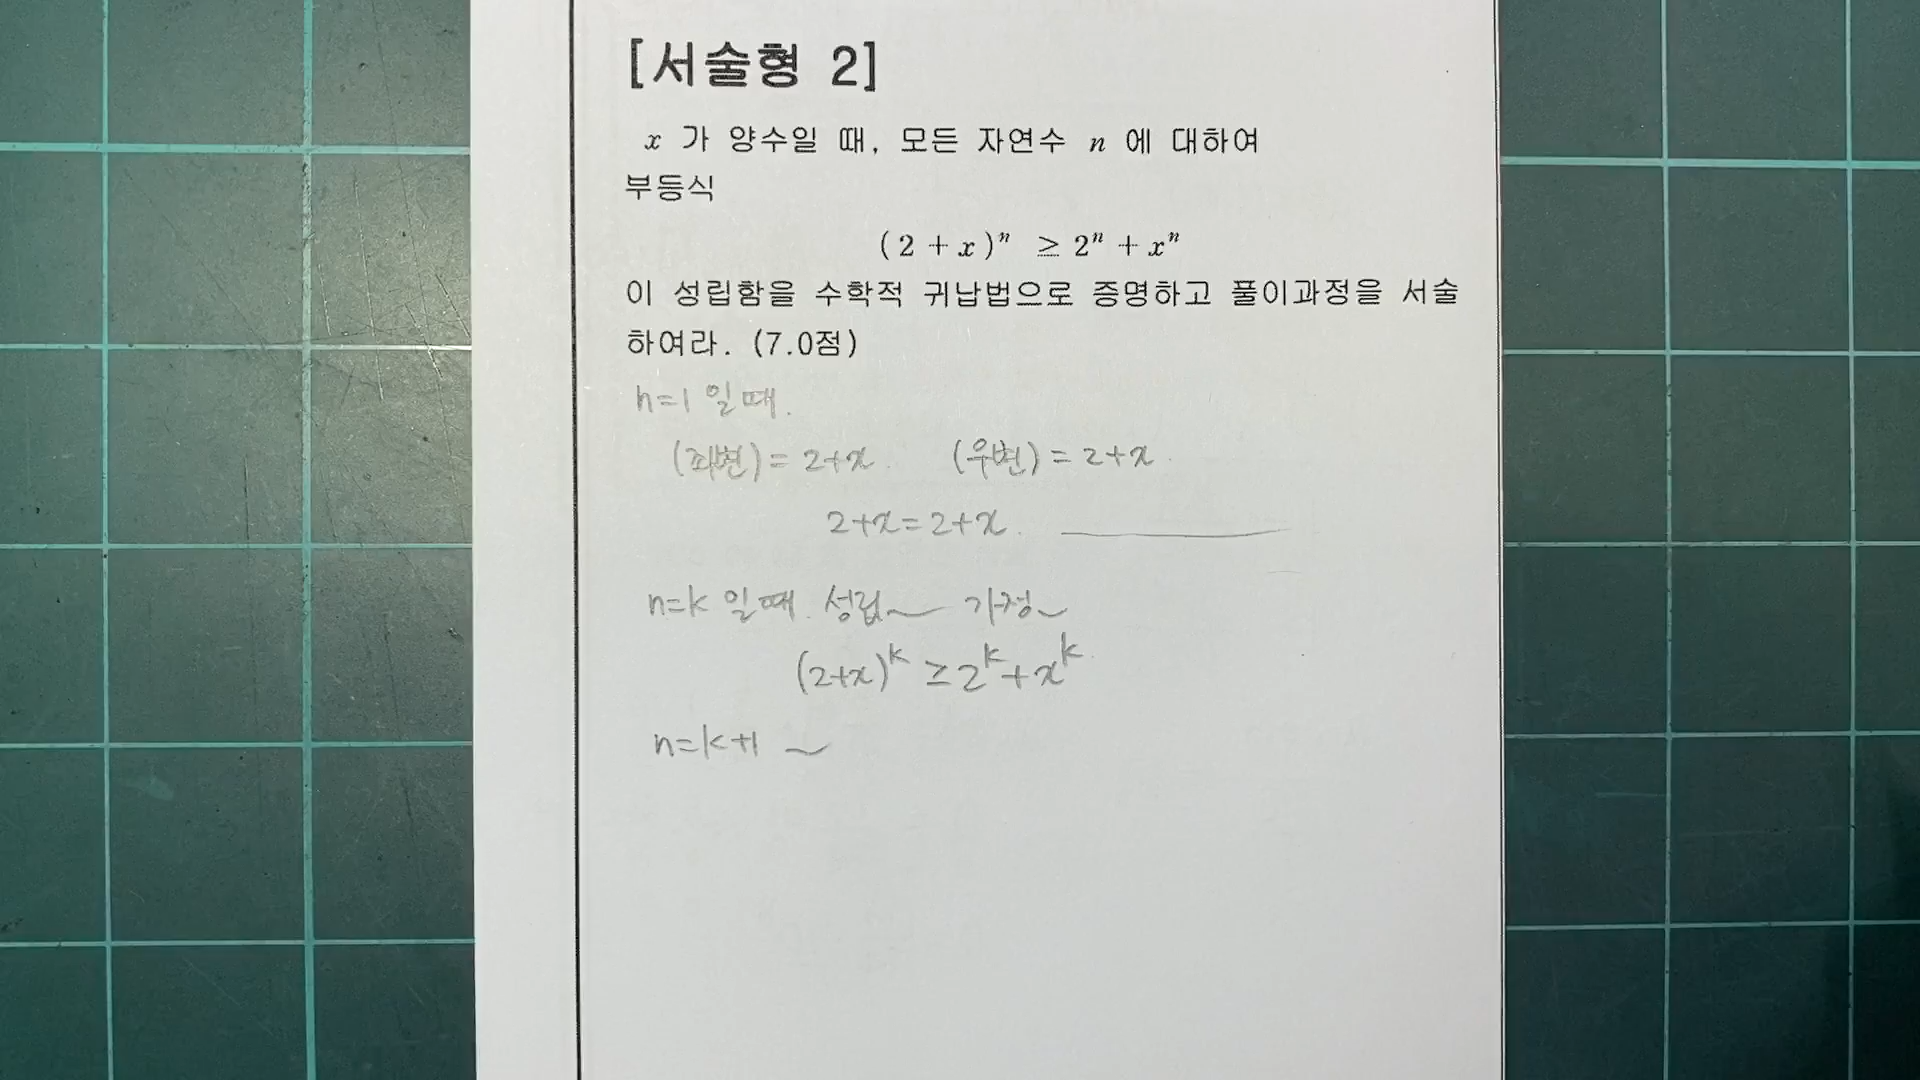 [서술형 2]
x 가 양수일 때, 모든 자연수 n 에 대하여
부등식
(2+x)ⁿ ≥ 2ⁿ + xⁿ
이 성립함을 수학적 귀납법으로 증명하고 풀이과정을 서술
하여라. (7.0점)
n=1 일때.
(좌변)=2+x. (우변)=2+x.
2+x=2+x.
n=k 일때. 성립~ 가정~
(2+x)ᵏ ≥2ᵏ+xᵏ.
n=k+1 ~